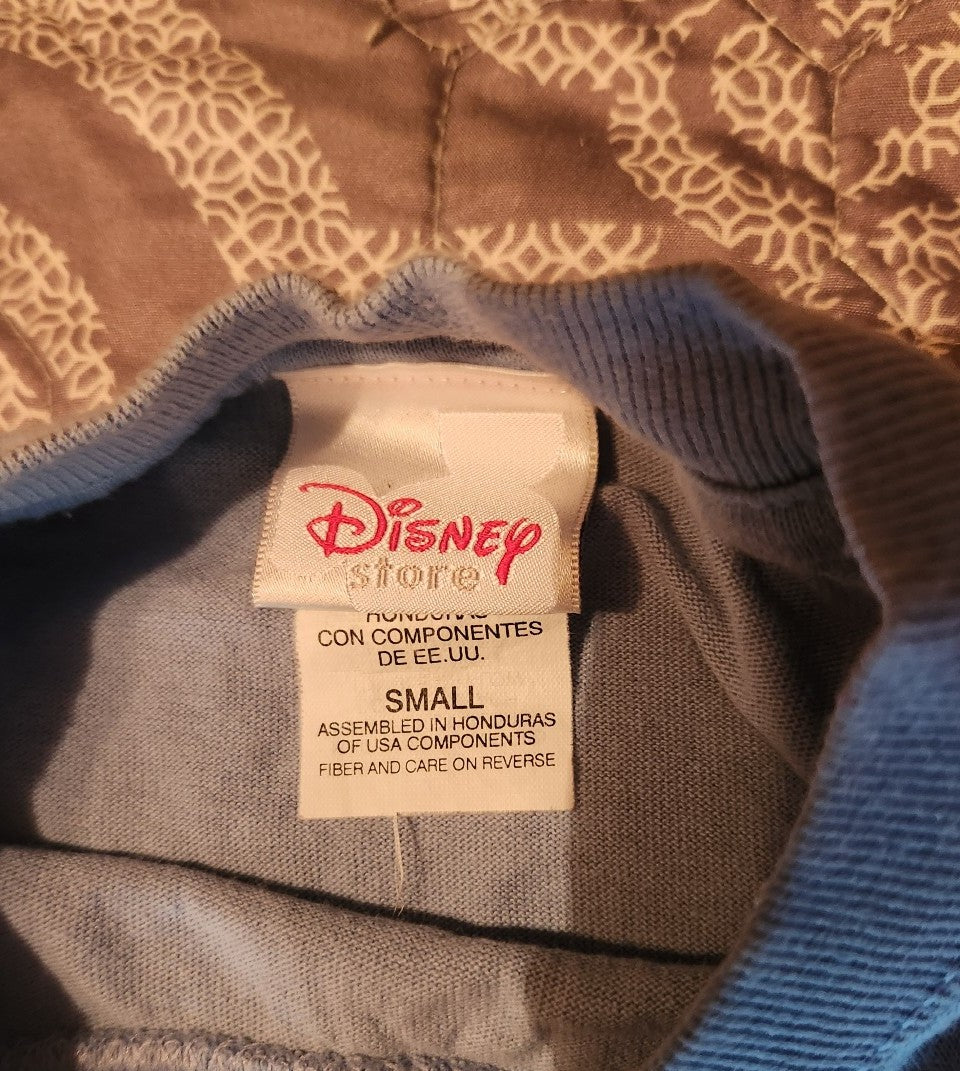 Disney
store
HONDURAS
CON COMPONENTES
DE EE.UU.
SMALL
ASSEMBLED IN HONDURAS
OF USA COMPONENTS
FIBER AND CARE ON REVERSE